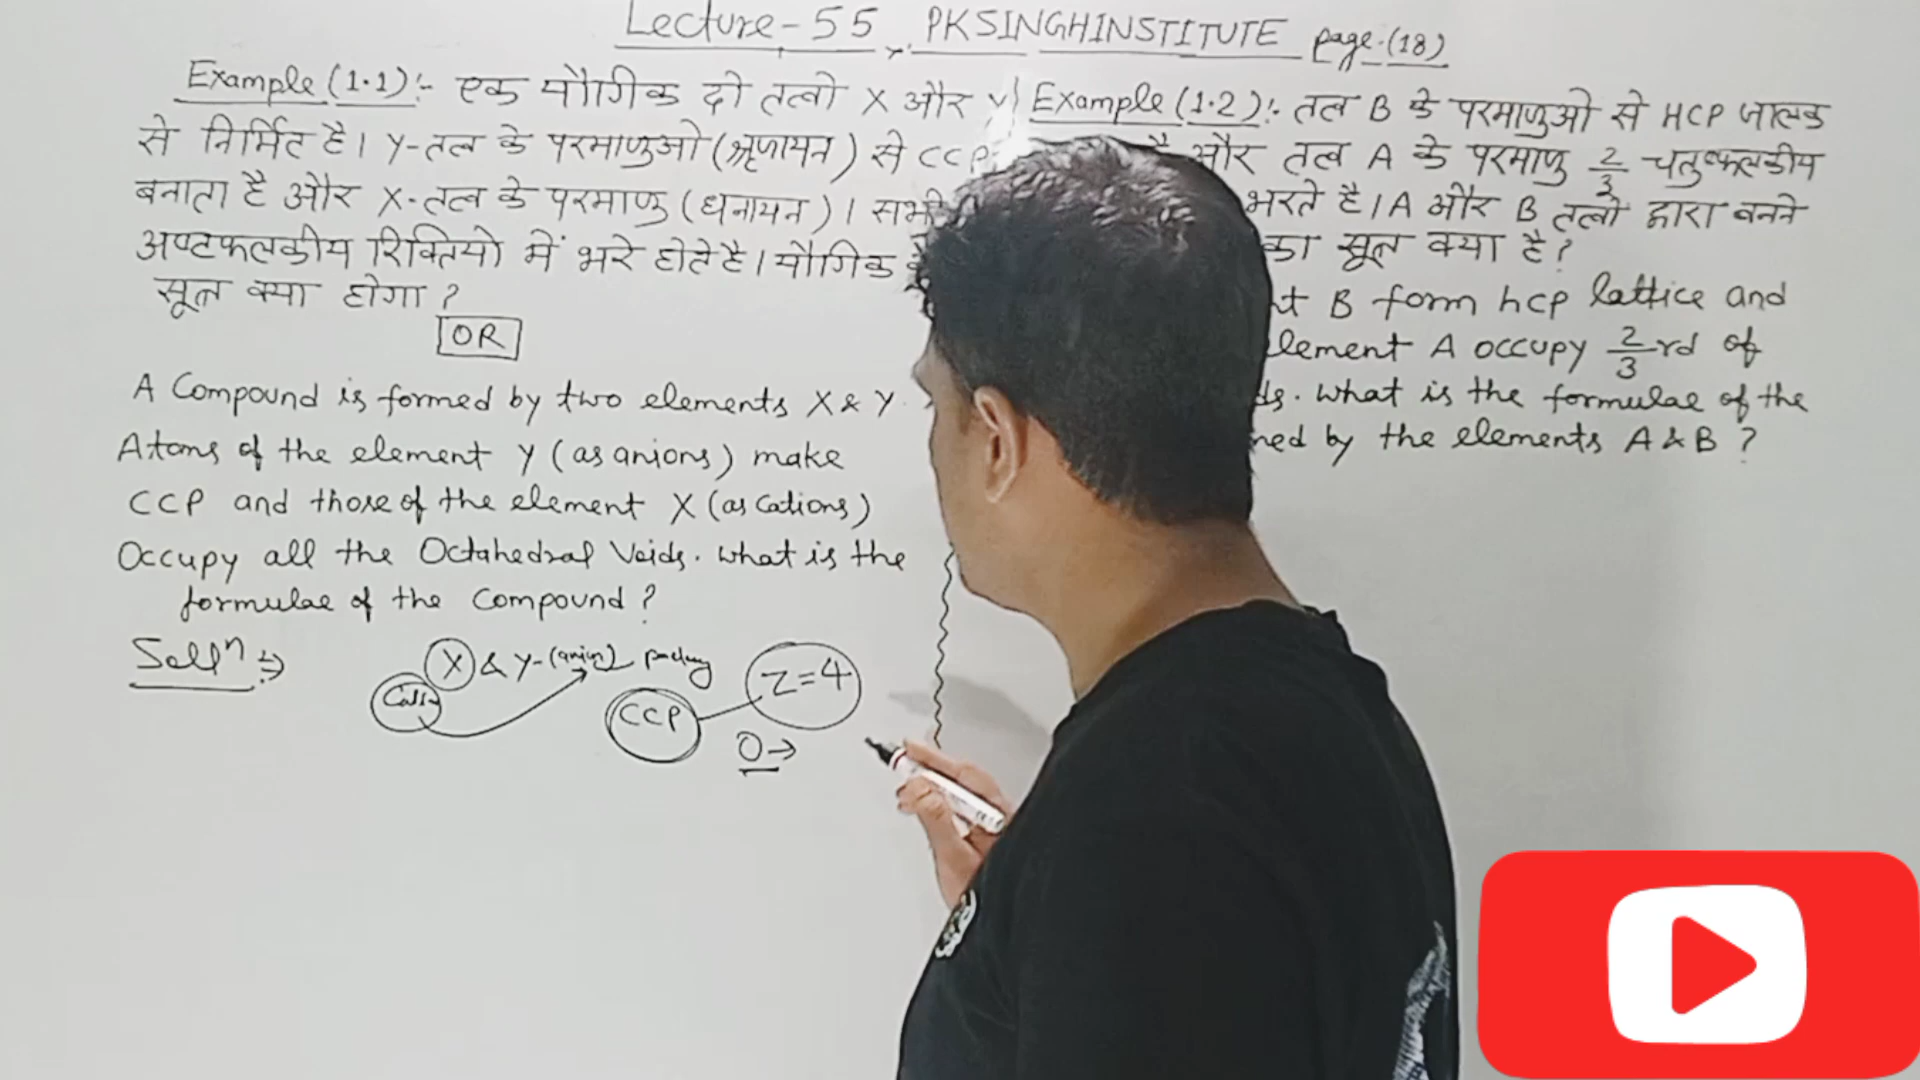 Lecture-55, PKSINGHINSTITUTE page-(18)
Example (1.1):- एक यौगिक दो तत्वो X और Y
से निर्मित है। Y-तत्व के परमाणुओ (ऋृणायन) से CCP
बनाता है और X-तत्व के परमाणु (धनायन)। सभी
अष्टफलकीय रिक्तियो में भरे होते है। यौगिक
सूत्र क्या होगा ?
OR
A Compound is formed by two elements X & Y.
Atoms of the element Y (as anions) make
CCP and those of the element X (as Cations)
Occupy all the Octahedral Voids. What is the
formulae of the Compound ?
Sollⁿ :→
X & Y-(anion) packing
CCP Z=4
O→
Example (1.2):- तत्व B के परमाणुओ से HCP जालक
है और तत्व A के परमाणु 2/3 चतुष्फलकीय
भरते है। A और B तत्वो द्वारा बनने
का सूत्र क्या है ?
B form hcp lattice and
element A occupy 2/3rd of
What is the formulae of the
by the elements A & B ?